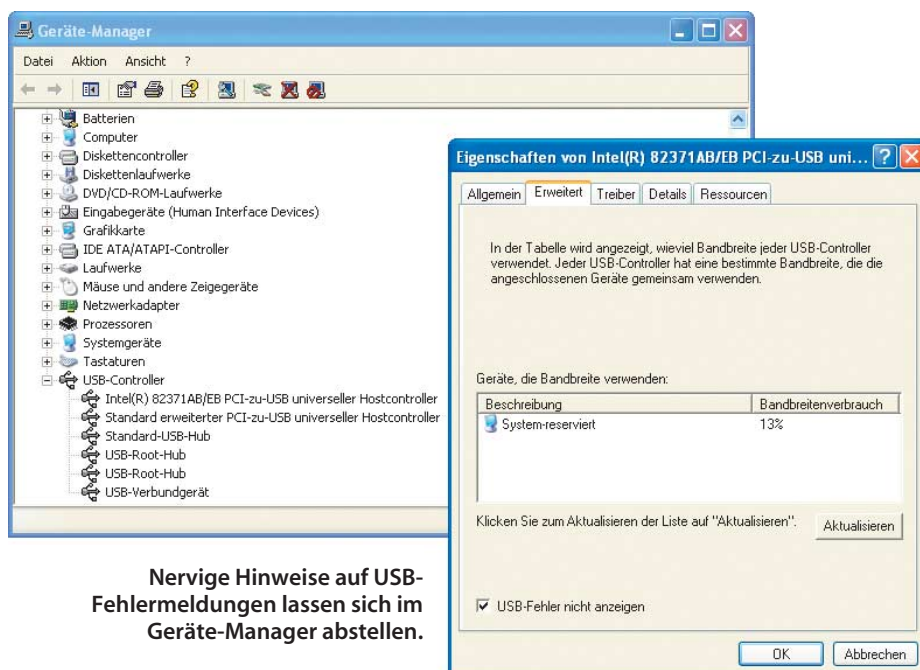 Geräte-Manager
Datei Aktion Ansicht ?
Batterien
Computer
Diskettencontroller
Diskettenlaufwerke
DVD/CD-ROM-Laufwerke
Eingabegeräte (Human Interface Devices)
Grafikkarte
IDE ATA/ATAPI-Controller
Laufwerke
Mäuse und andere Zeigegeräte
Netzwerkadapter
Prozessoren
Systemgeräte
Tastaturen
USB-Controller
Intel(R) 82371AB/EB PCI-zu-USB universeller Hostcontroller
Standard erweiterter PCI-zu-USB universeller Hostcontroller
Standard-USB-Hub
USB-Root-Hub
USB-Root-Hub
USB-Verbundgerät
Eigenschaften von Intel(R) 82371AB/EB PCI-zu-USB uni...
Allgemein Erweitert Treiber Details Ressourcen
In der Tabelle wird angezeigt, wieviel Bandbreite jeder USB-Controller
verwendet. Jeder USB-Controller hat eine bestimmte Bandbreite, die die
angeschlossenen Geräte gemeinsam verwenden.
Geräte, die Bandbreite verwenden:
Beschreibung Bandbreitenverbrauch
System-reserviert 13%
Klicken Sie zum Aktualisieren der Liste auf "Aktualisieren". Aktualisieren
USB-Fehler nicht anzeigen
OK Abbrechen
Nervige Hinweise auf USB-
Fehlermeldungen lassen sich im
Geräte-Manager abstellen.